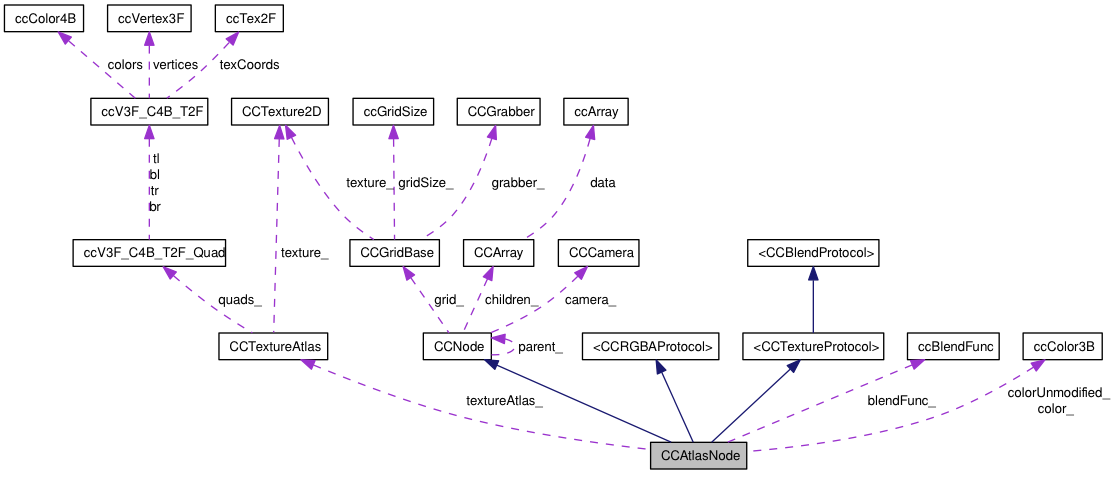 ccColor4B ccVertex3F ccTex2F
colors vertices texCoords
ccV3F_C4B_T2F CCTexture2D ccGridSize CCGrabber ccArray
tl
bl
tr
br
texture_ gridSize_ grabber_ data
ccV3F_C4B_T2F_Quad texture_ CCGridBase CCArray CCCamera <CCBlendProtocol>
quads_ grid_ children_ camera_
CCTextureAtlas CCNode parent_ <CCRGBAProtocol> <CCTextureProtocol> ccBlendFunc ccColor3B
textureAtlas_ blendFunc_ colorUnmodified_
color_
CCAtlasNode